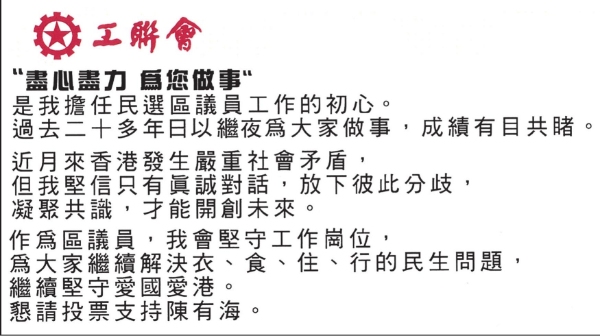 工聯會
“盡心盡力 為您做事“
是我擔任民選區議員工作的初心。
過去二十多年日以繼夜為大家做事，成績有目共睹。
近月來香港發生嚴重社會矛盾，
但我堅信只有真誠對話，放下彼此分歧，
凝聚共識，才能開創未來。
作為區議員，我會堅守工作崗位，
為大家繼續解決衣、食、住、行的民生問題，
繼續堅守愛國愛港。
懇請投票支持陳有海。